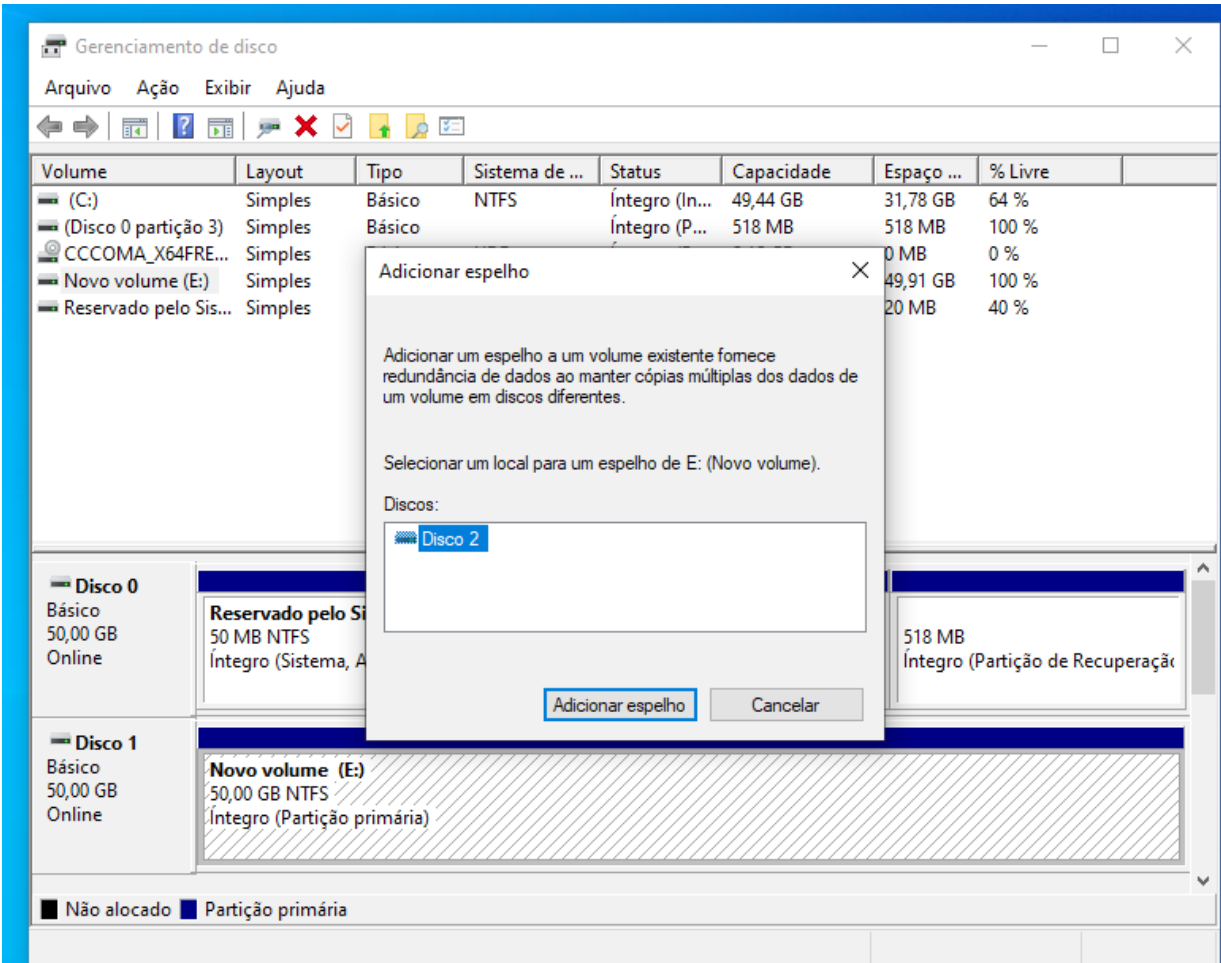 Gerenciamento de disco
Arquivo Ação Exibir Ajuda
Volume Layout Tipo Sistema de ... Status Capacidade Espaço ... % Livre
(C:) Simples Básico NTFS Íntegro (In... 49,44 GB 31,78 GB 64 %
(Disco 0 partição 3) Simples Básico Íntegro (P... 518 MB 518 MB 100 %
CCCOMA_X64FRE... Simples 0 MB 0 %
Novo volume (E:) Simples 49,91 GB 100 %
Reservado pelo Sis... Simples 20 MB 40 %
Adicionar espelho
Adicionar um espelho a um volume existente fornece
redundância de dados ao manter cópias múltiplas dos dados de
um volume em discos diferentes.
Selecionar um local para um espelho de E: (Novo volume).
Discos:
Disco 2
Adicionar espelho Cancelar
Disco 0
Básico
50,00 GB
Online
Reservado pelo Si
50 MB NTFS
Íntegro (Sistema, A
518 MB
Íntegro (Partição de Recuperaçã
Disco 1
Básico
50,00 GB
Online
Novo volume (E:)
50,00 GB NTFS
Íntegro (Partição primária)
Não alocado Partição primária